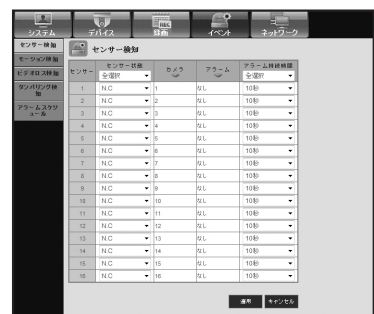 システム デバイス 録画 イベント ネットワーク
REC
センサー検知
モーション検知
ビデオロス検知
タンパリング検知
アラームスケジュール
センサー検知
センサー センサー状態 カメラ アラーム アラーム持続時間
全選択 全選択
1 N.C 1 なし 10秒
2 N.C 2 なし 10秒
3 N.C 3 なし 10秒
4 N.C 4 なし 10秒
5 N.C 5 なし 10秒
6 N.C 6 なし 10秒
7 N.C 7 なし 10秒
8 N.C 8 なし 10秒
9 N.C 9 なし 10秒
10 N.C 10 なし 10秒
11 N.C 11 なし 10秒
12 N.C 12 なし 10秒
13 N.C 13 なし 10秒
14 N.C 14 なし 10秒
15 N.C 15 なし 10秒
16 N.C 16 なし 10秒
適用 キャンセル